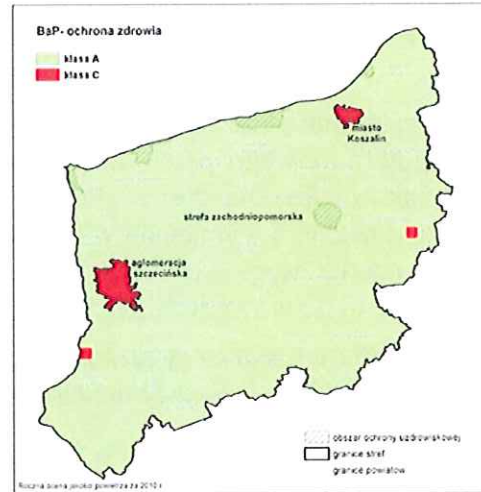 BaP- ochrona zdrowia
klasa A
klasa C
miasto
Koszalin
strefa zachodniopomorska
aglomeracja
szczecińska
obszar ochrony uzdrowiskowej
granice stref
granice powiatów
Roczna ocena jakości powietrza za 2010 r.